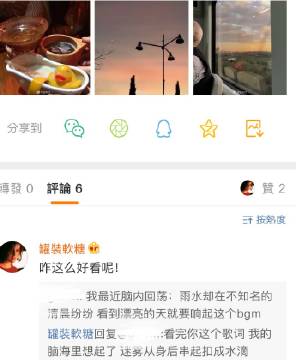 分享到
轉發 0
評論 6
贊 2
按熱度
罐裝軟糖
咋这么好看呢!
我最近脑内回荡：雨水却在不知名的
清晨纷纷 看到漂亮的天就要响起这个bgm
罐裝軟糖回复
:看完你这个歌词 我的
脑海里想起了 迷雾从身后串起扣成水滴